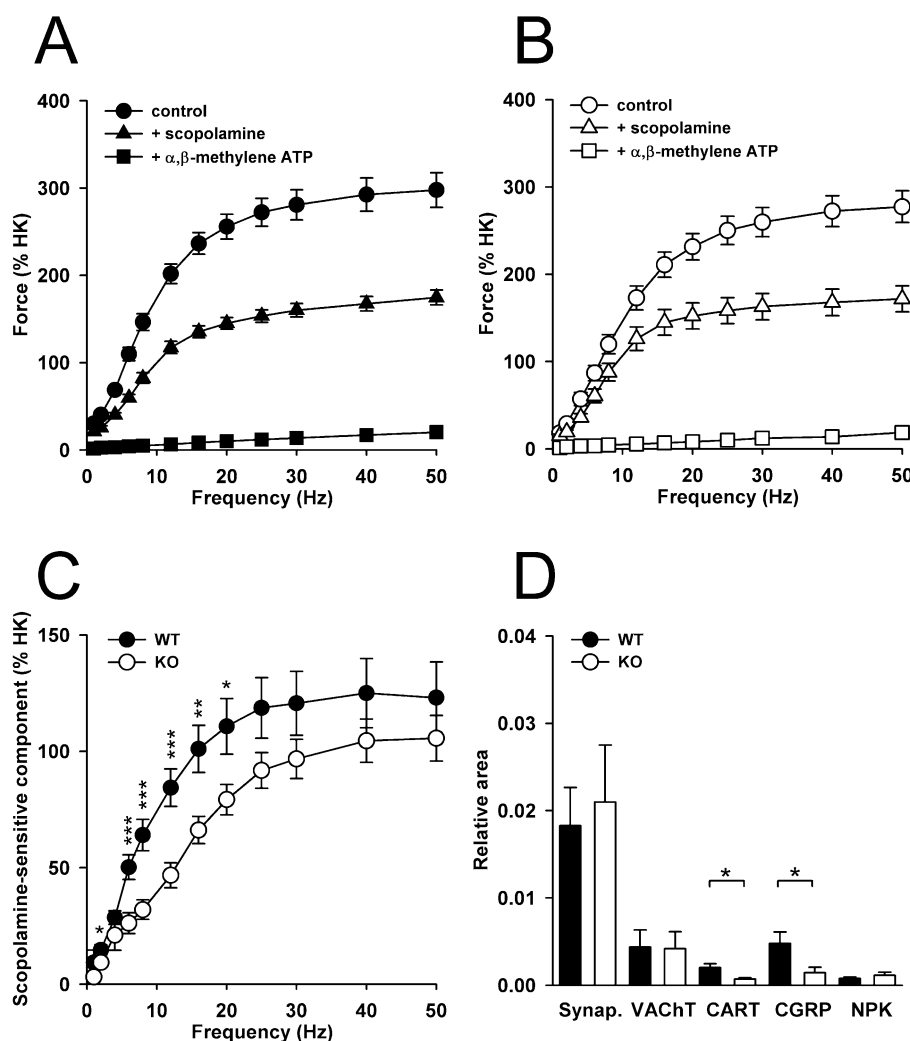 A
400
300
200
100
0
Force (% HK)
control
+ scopolamine
+ α,β-methylene ATP
0 10 20 30 40 50
Frequency (Hz)
B
400
300
200
100
0
Force (% HK)
control
+ scopolamine
+ α,β-methylene ATP
0 10 20 30 40 50
Frequency (Hz)
C
150
100
50
0
Scopolamine-sensitive component (% HK)
WT
KO
* *** *** *** ** *
0 10 20 30 40 50
Frequency (Hz)
D
0.04
0.03
0.02
0.01
0.00
Relative area
WT
KO
* *
Synap. VAChT CART CGRP NPK